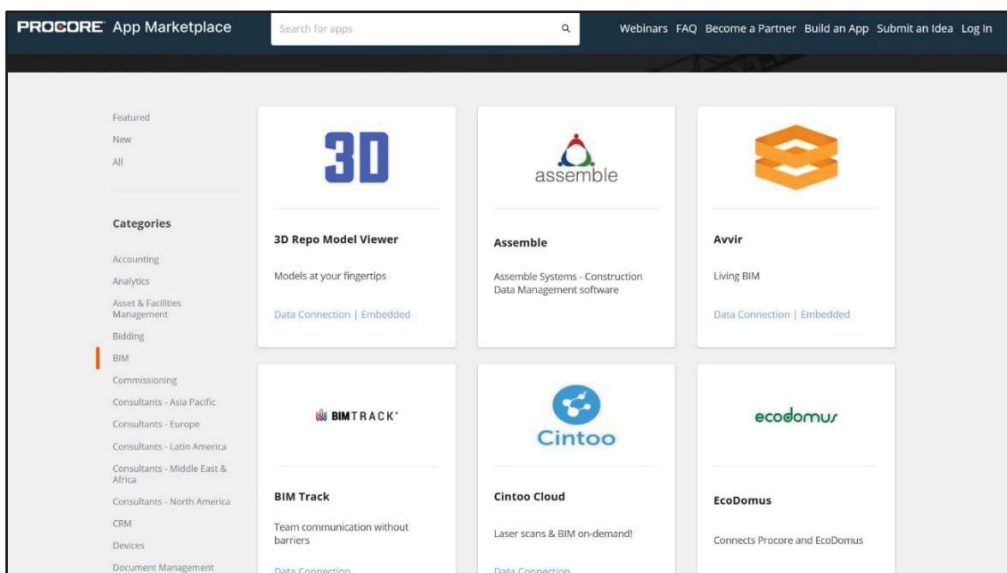 PROCORE App Marketplace
Search for apps
Webinars FAQ Become a Partner Build an App Submit an Idea Log In
Featured
New
All
Categories
Accounting
Analytics
Asset & Facilities
Management
Bidding
BIM
Commissioning
Consultants - Asia Pacific
Consultants - Europe
Consultants - Latin America
Consultants - Middle East &
Africa
Consultants - North America
CRM
Devices
Document Management
3D
3D Repo Model Viewer
Models at your fingertips
Data Connection | Embedded
assemble
Assemble
Assemble Systems - Construction
Data Management software
Avvir
Living BIM
Data Connection | Embedded
BIMTRACK
BIM Track
Team communication without
barriers
Data Connection
Cintoo
Cintoo Cloud
Laser scans & BIM on-demand!
Data Connection
ecodomus
EcoDomus
Connects Procore and EcoDomus